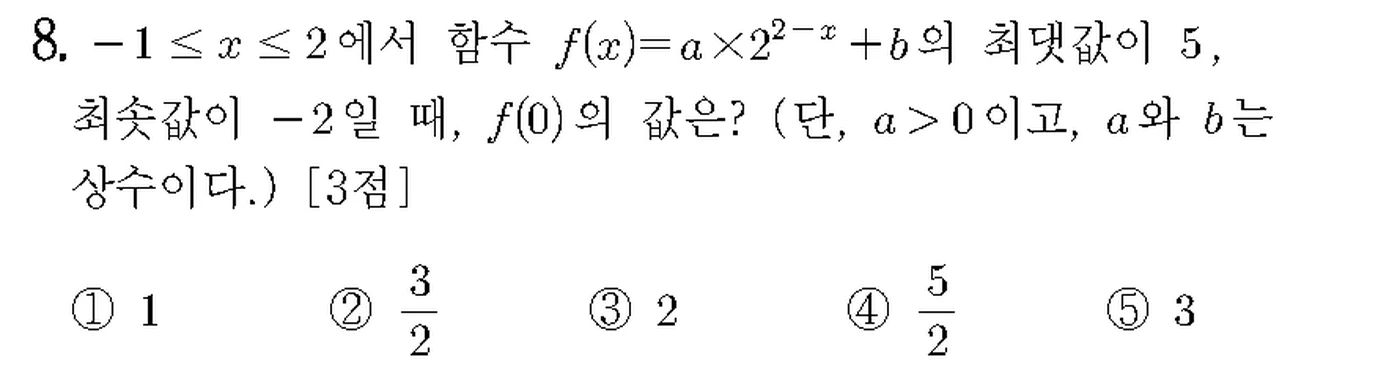 8. −1 ≤ x ≤ 2에서 함수 f(x)=a×2^{2−x}+b의 최댓값이 5,
최솟값이 −2일 때, f(0)의 값은? (단, a>0이고, a와 b는
상수이다.) [3점]
① 1 ② 3/2 ③ 2 ④ 5/2 ⑤ 3